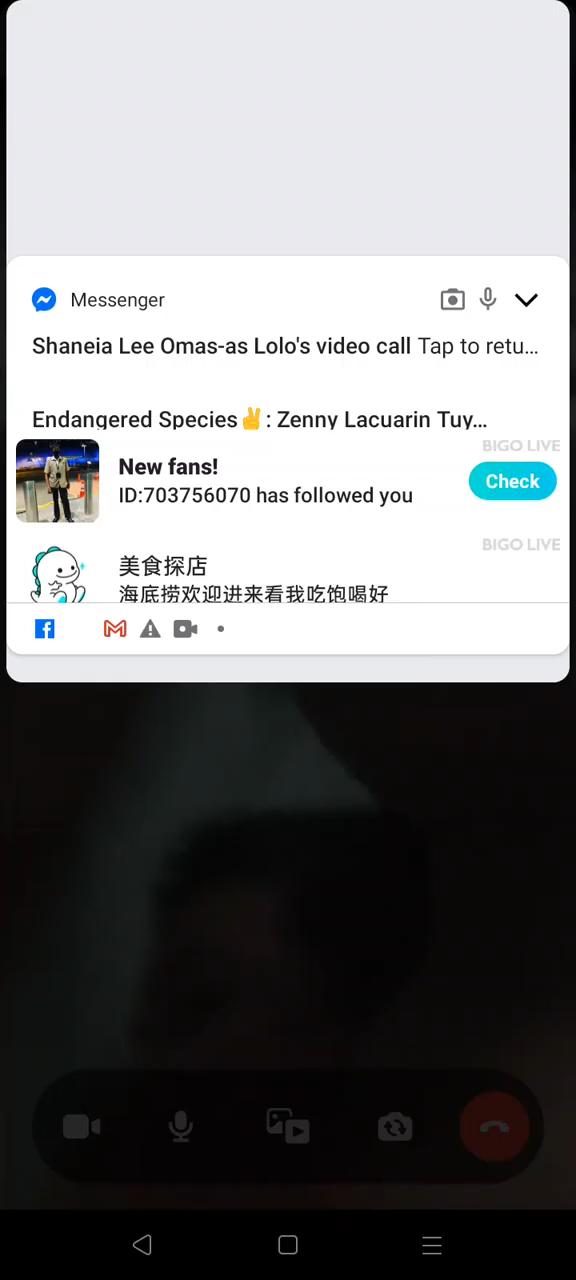 Messenger
Shaneia Lee Omas-as Lolo's video call Tap to retu...
Endangered Species✌: Zenny Lacuarin Tuy...
BIGO LIVE
New fans!
Check
ID:703756070 has followed you
BIGO LIVE
美食探店
海底捞欢迎进来看我吃饱喝好